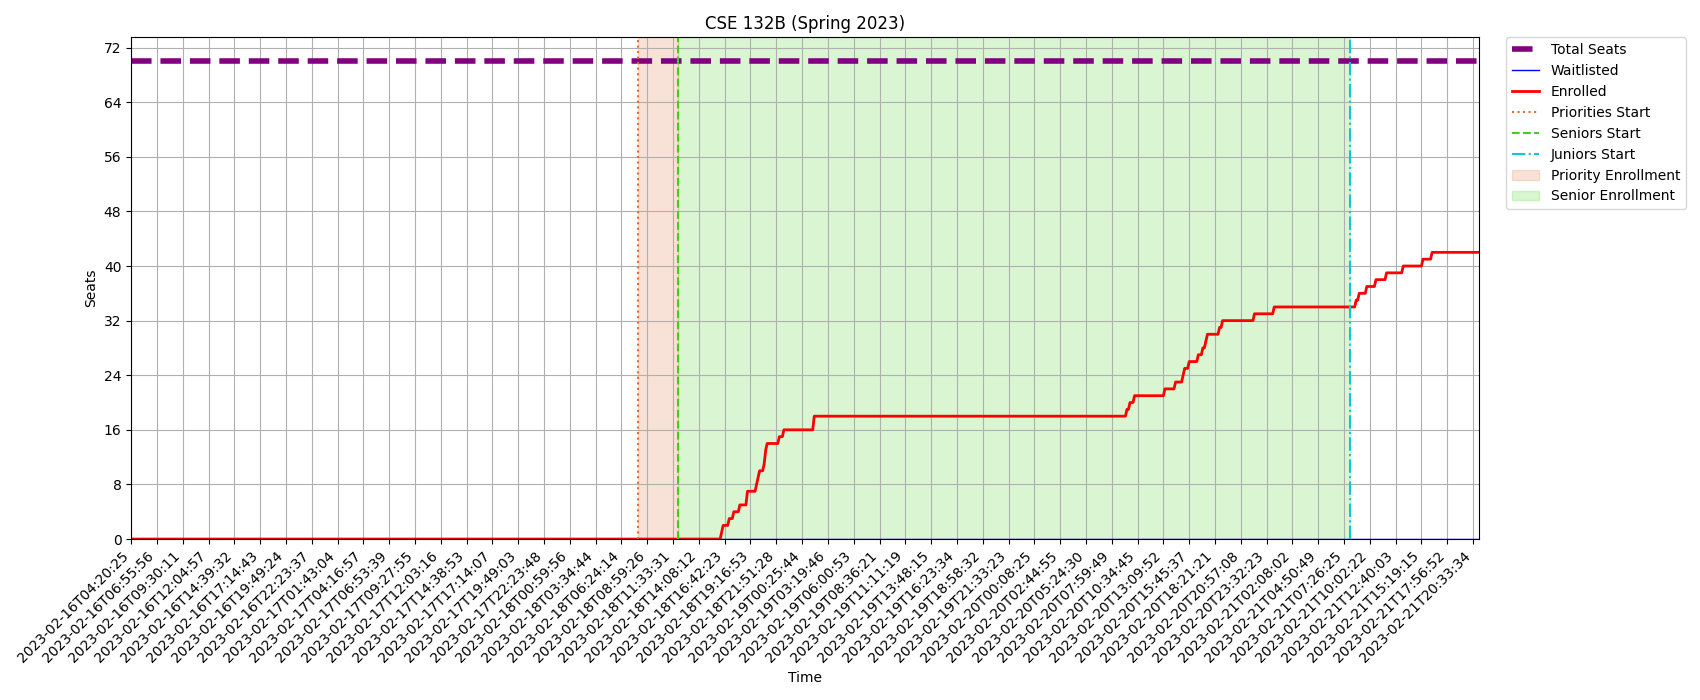 CSE 132B (Spring 2023)
Total Seats
Waitlisted
Enrolled
Priorities Start
Seniors Start
Juniors Start
Priority Enrollment
Senior Enrollment
Seats
72
64
56
48
40
32
24
16
8
0
2023-02-16T04:20:25
2023-02-16T06:55:56
2023-02-16T09:30:11
2023-02-16T12:04:57
2023-02-16T14:39:32
2023-02-16T17:14:43
2023-02-16T19:49:24
2023-02-16T22:23:37
2023-02-17T01:43:04
2023-02-17T04:16:57
2023-02-17T06:53:39
2023-02-17T09:27:55
2023-02-17T12:03:16
2023-02-17T14:38:53
2023-02-17T17:14:07
2023-02-17T19:49:03
2023-02-17T22:23:48
2023-02-18T00:59:56
2023-02-18T03:34:44
2023-02-18T06:24:14
2023-02-18T08:59:26
2023-02-18T11:33:31
2023-02-18T14:08:12
2023-02-18T16:42:23
2023-02-18T19:16:53
2023-02-18T21:51:28
2023-02-19T00:25:44
2023-02-19T03:19:46
2023-02-19T06:00:53
2023-02-19T08:36:21
2023-02-19T11:11:19
2023-02-19T13:48:15
2023-02-19T16:23:34
2023-02-19T18:58:32
2023-02-19T21:33:23
2023-02-20T00:08:25
2023-02-20T02:44:55
2023-02-20T05:24:30
2023-02-20T07:59:49
2023-02-20T10:34:45
2023-02-20T13:09:52
2023-02-20T15:45:37
2023-02-20T18:21:21
2023-02-20T20:57:08
2023-02-20T23:32:23
2023-02-21T02:08:02
2023-02-21T04:50:49
2023-02-21T07:26:25
2023-02-21T10:02:22
2023-02-21T12:40:03
2023-02-21T15:19:15
2023-02-21T17:56:52
2023-02-21T20:33:34
Time